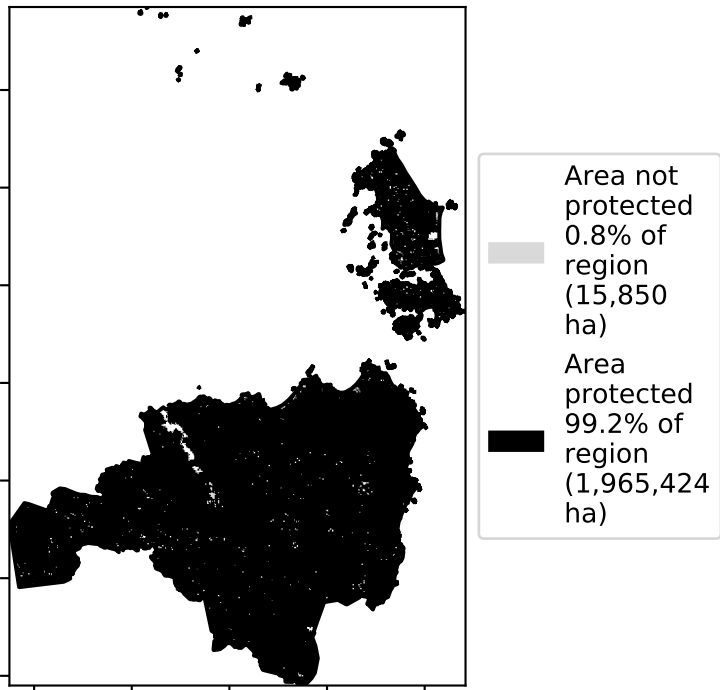 Area not
protected
0.8% of
region
(15,850
ha)
Area
protected
99.2% of
region
(1,965,424
ha)